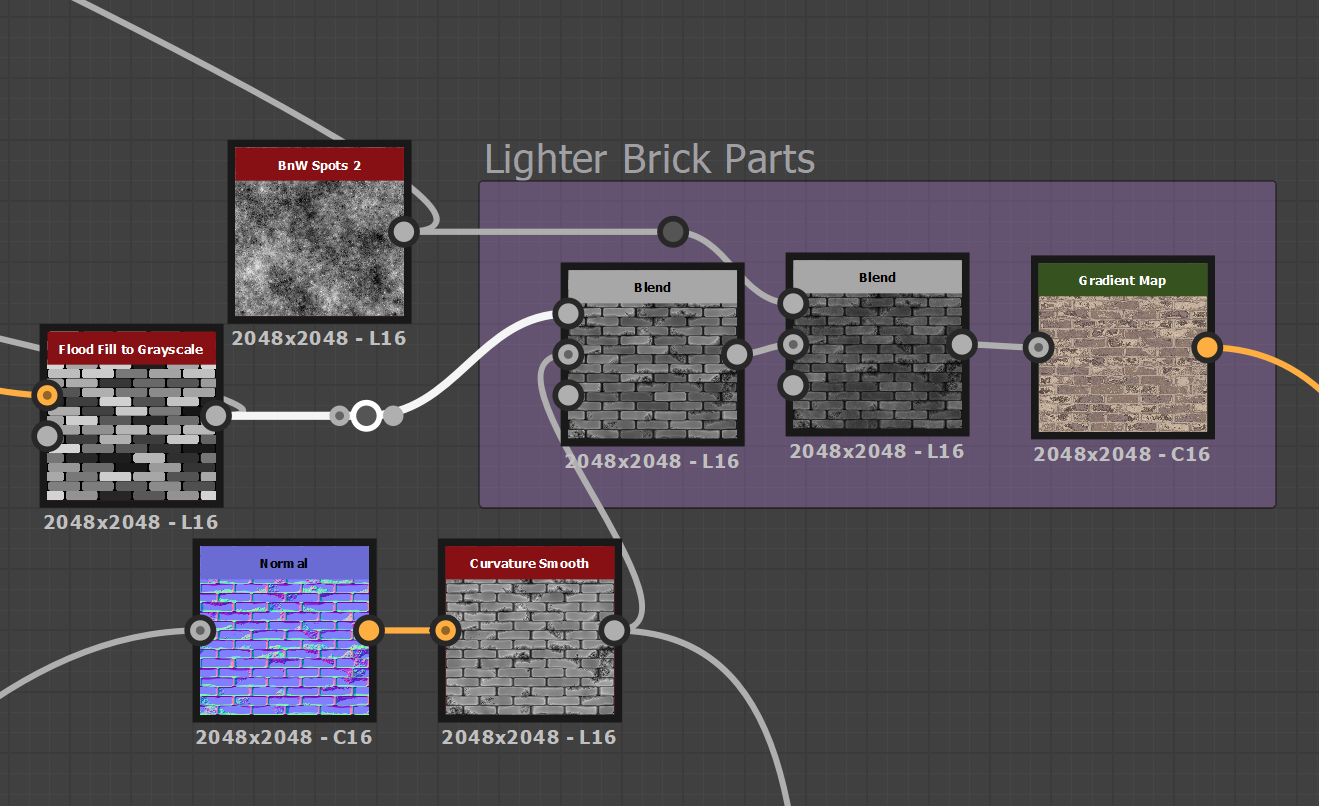 BnW Spots 2
2048x2048 - L16
Lighter Brick Parts
Blend
2048x2048 - L16
Blend
2048x2048 - L16
Gradient Map
2048x2048 - C16
Flood Fill to Grayscale
2048x2048 - L16
Normal
2048x2048 - C16
Curvature Smooth
2048x2048 - L16